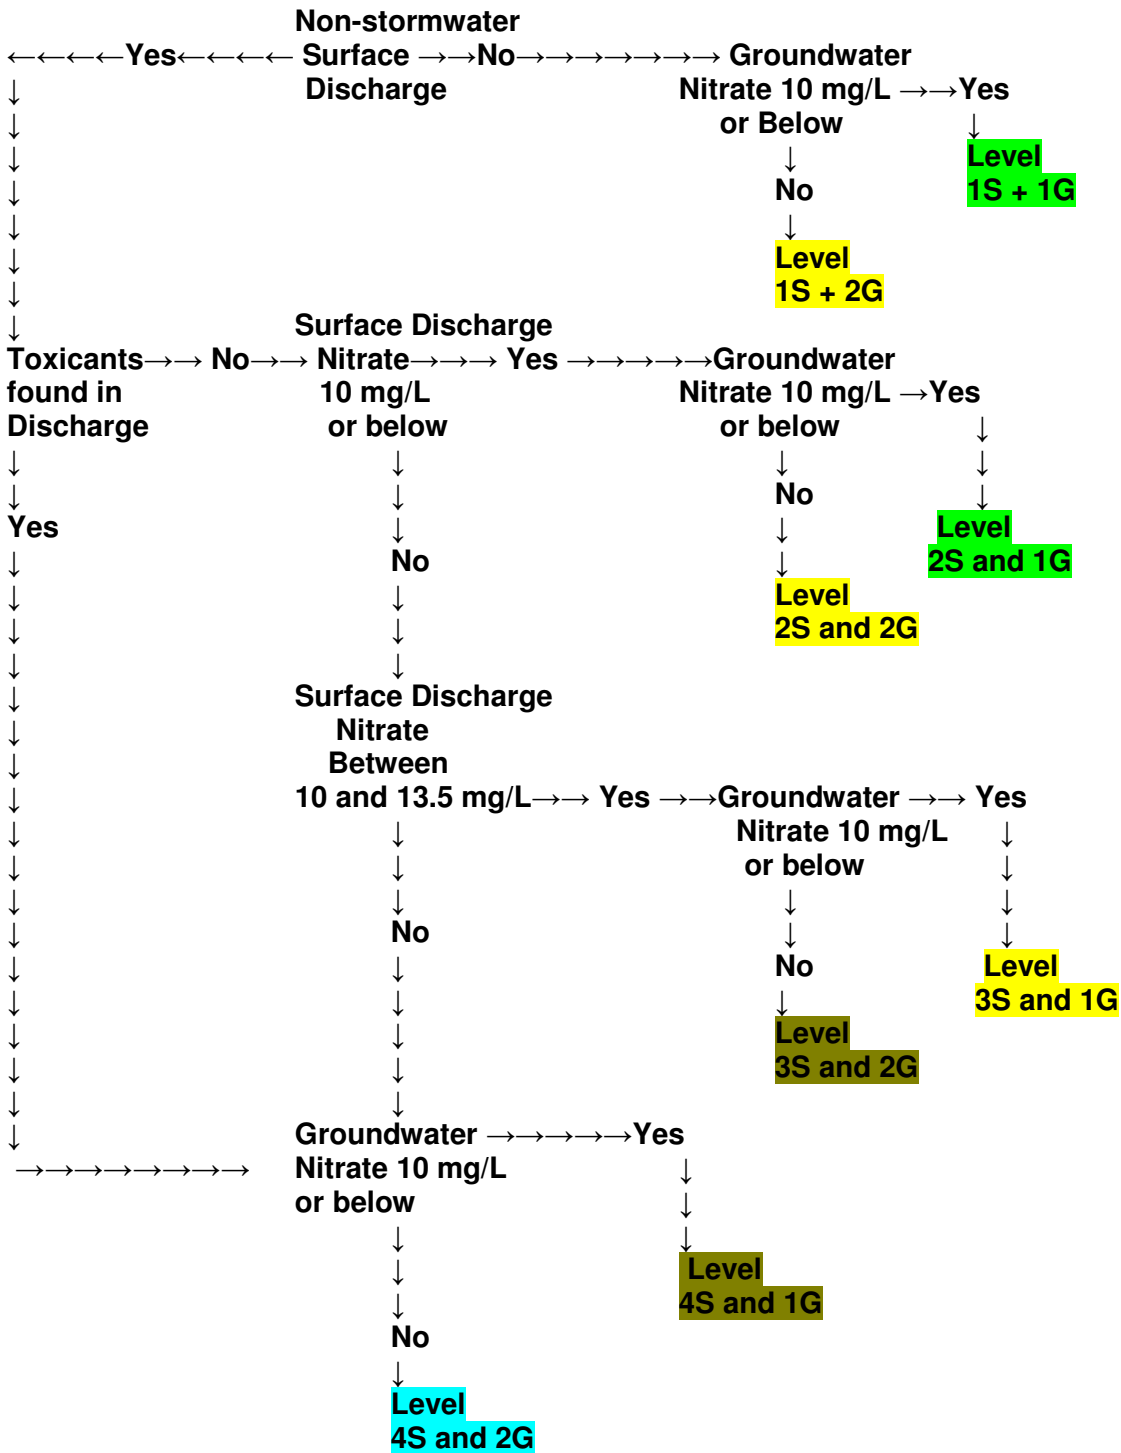 Non-stormwater
←←←←Yes←←←← Surface →→No→→→→→→→ Groundwater
↓ Discharge Nitrate 10 mg/L →→Yes
↓ or Below ↓
↓ ↓ Level
↓ No 1S + 1G
↓ ↓
↓ Level
↓ 1S + 2G
↓ Surface Discharge
Toxicants→→ No→→ Nitrate→→→ Yes →→→→→Groundwater
found in 10 mg/L Nitrate 10 mg/L →Yes
Discharge or below or below ↓
↓ ↓ ↓ ↓
↓ ↓ No ↓
Yes ↓ ↓ Level
↓ No ↓ 2S and 1G
↓ ↓ Level
↓ ↓ 2S and 2G
↓ ↓
↓ Surface Discharge
↓ Nitrate
↓ Between
↓ 10 and 13.5 mg/L→→ Yes →→Groundwater →→ Yes
↓ ↓ Nitrate 10 mg/L ↓
↓ ↓ or below ↓
↓ ↓ ↓ ↓
↓ No ↓ ↓
↓ ↓ No Level
↓ ↓ ↓ 3S and 1G
↓ ↓ Level
↓ ↓ 3S and 2G
↓ ↓
↓ Groundwater →→→→→Yes
→→→→→→→→ Nitrate 10 mg/L ↓
or below ↓
↓ ↓
↓ Level
↓ 4S and 1G
No
↓
Level
4S and 2G